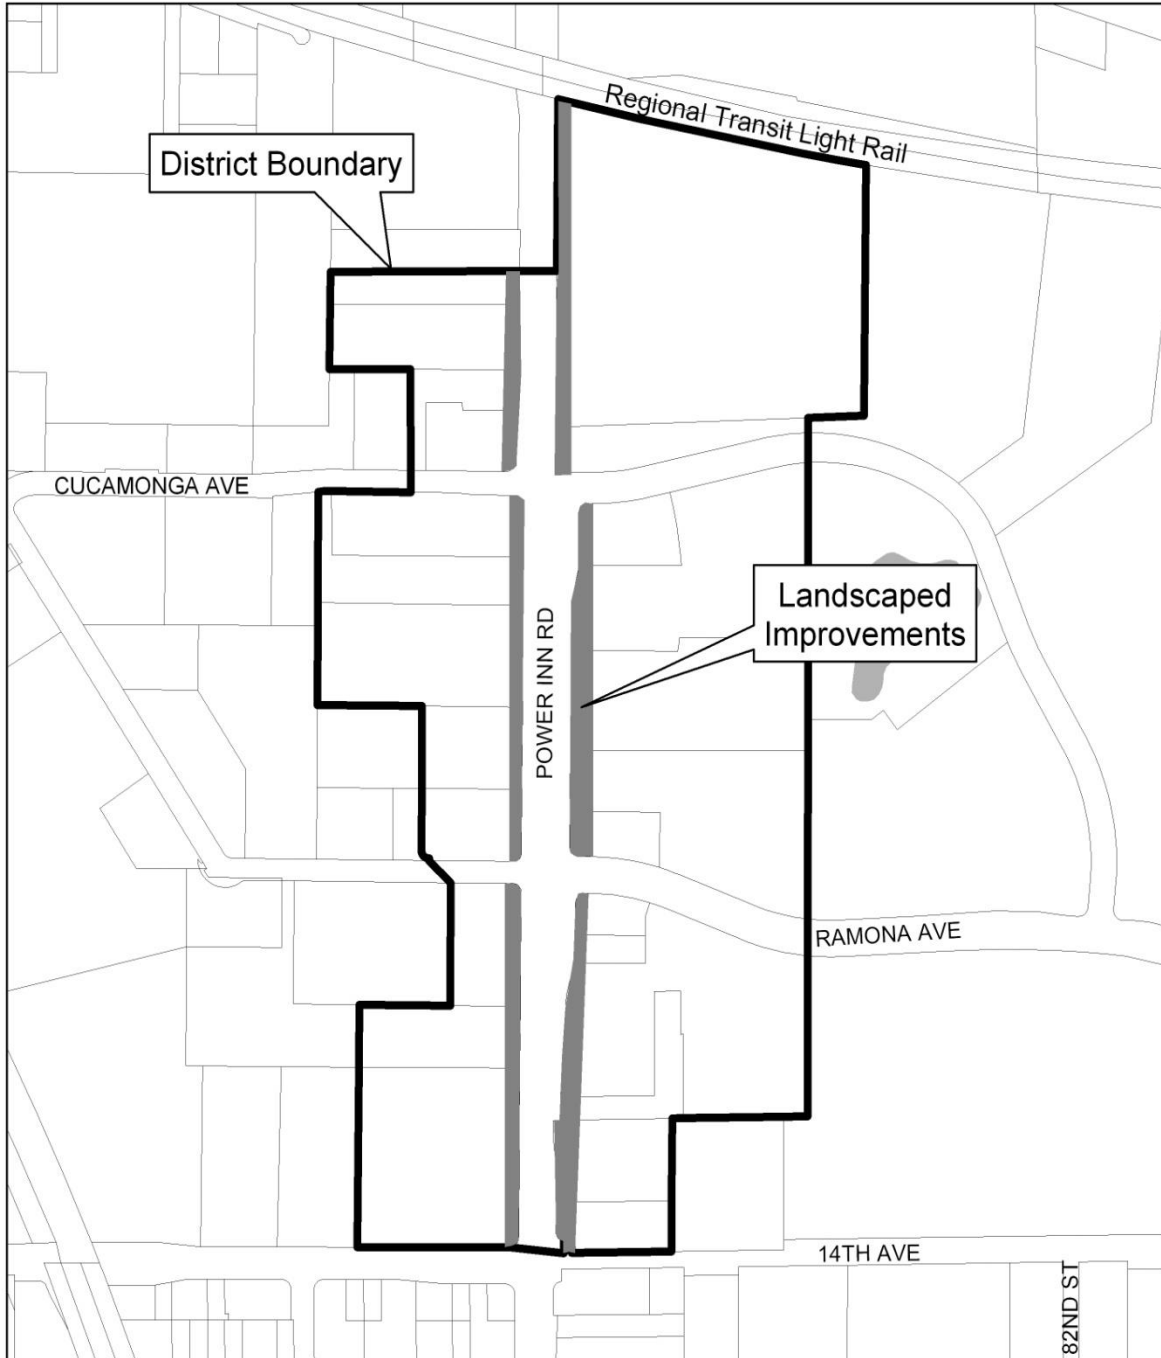 Regional Transit Light Rail
District Boundary
CUCAMONGA AVE
Landscaped
Improvements
POWER INN RD
RAMONA AVE
14TH AVE
82ND ST